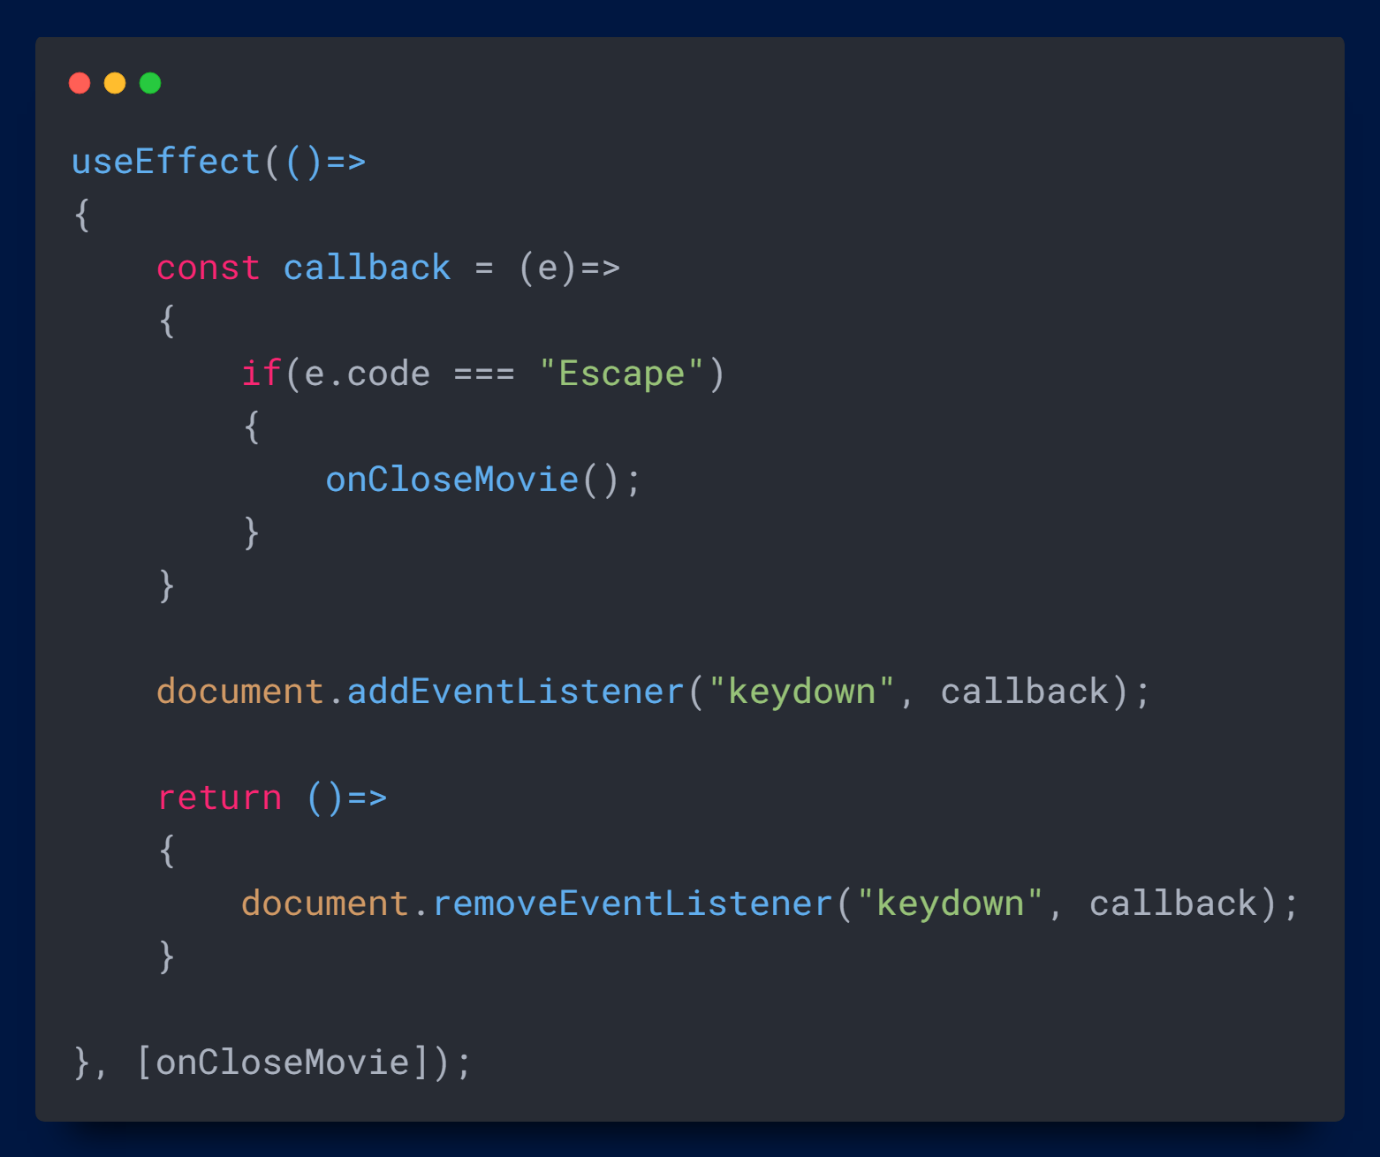 useEffect(()=>
{
    const callback = (e)=>
    {
        if(e.code === "Escape")
        {
            onCloseMovie();
        }
    }

    document.addEventListener("keydown", callback);

    return ()=>
    {
        document.removeEventListener("keydown", callback);
    }

}, [onCloseMovie]);